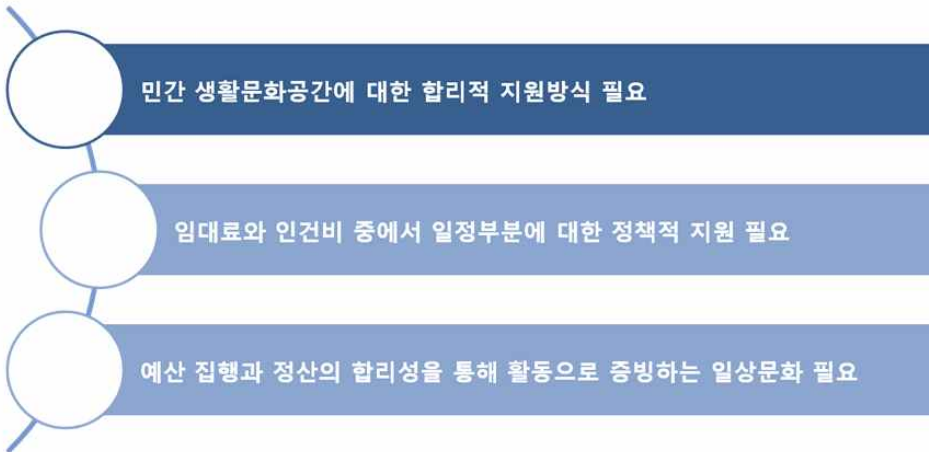 민간 생활문화공간에 대한 합리적 지원방식 필요
임대료와 인건비 중에서 일정부분에 대한 정책적 지원 필요
예산 집행과 정산의 합리성을 통해 활동으로 증빙하는 일상문화 필요